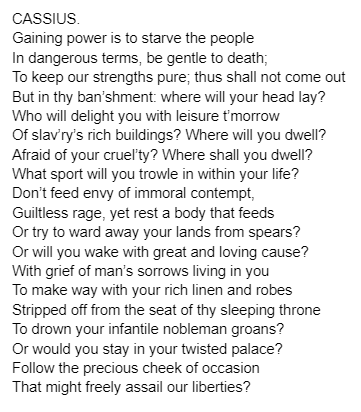 CASSIUS.
Gaining power is to starve the people
In dangerous terms, be gentle to death;
To keep our strengths pure; thus shall not come out
But in thy ban’shment: where will your head lay?
Who will delight you with leisure t’morrow
Of slav’ry’s rich buildings? Where will you dwell?
Afraid of your cruel’ty? Where shall you dwell?
What sport will you trowle in within your life?
Don’t feed envy of immoral contempt,
Guiltless rage, yet rest a body that feeds
Or try to ward away your lands from spears?
Or will you wake with great and loving cause?
With grief of man’s sorrows living in you
To make way with your rich linen and robes
Stripped off from the seat of thy sleeping throne
To drown your infantile nobleman groans?
Or would you stay in your twisted palace?
Follow the precious cheek of occasion
That might freely assail our liberties?